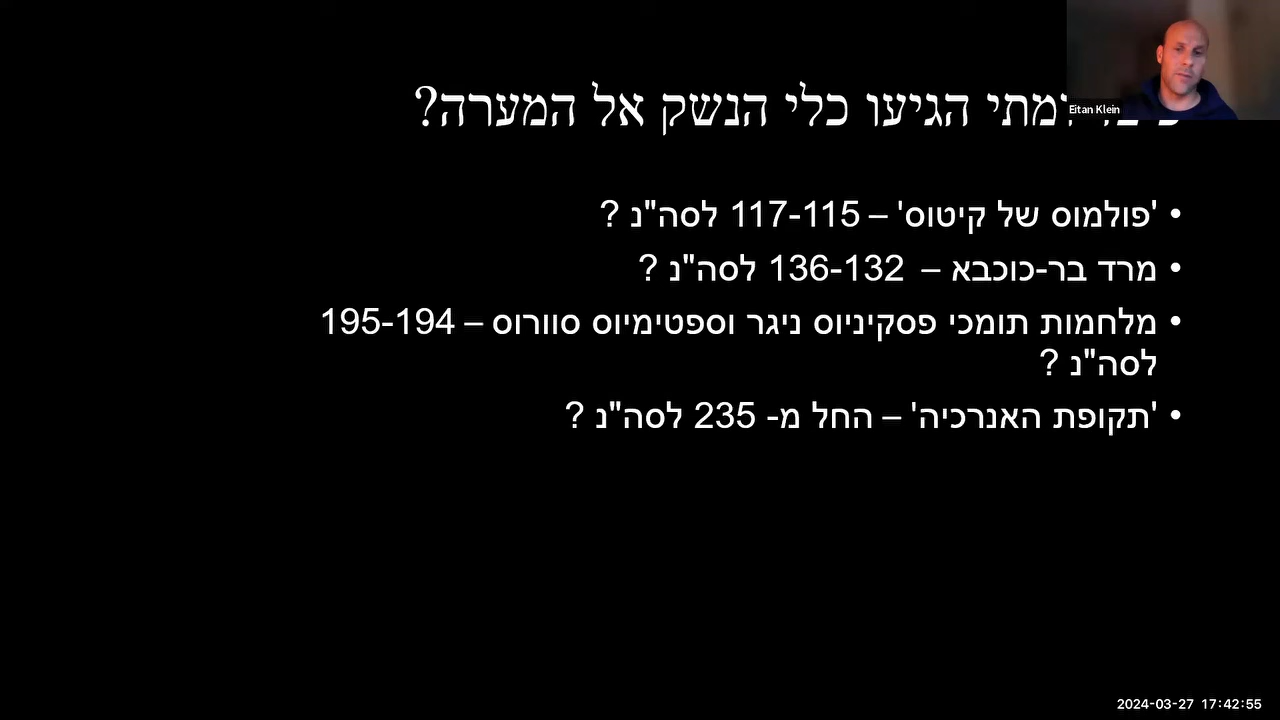 ומתי הגיעו כלי הנשק אל המערה?
Eitan Klein
• 'פולמוס של קיטוס' – 117-115 לסה"נ ?
• מרד בר-כוכבא – 136-132 לסה"נ ?
• מלחמות תומכי פסקיניוס ניגר וספטימיוס סוורוס – 195-194
לסה"נ ?
• 'תקופת האנרכיה' – החל מ- 235 לסה"נ ?
2024-03-27 17:42:55